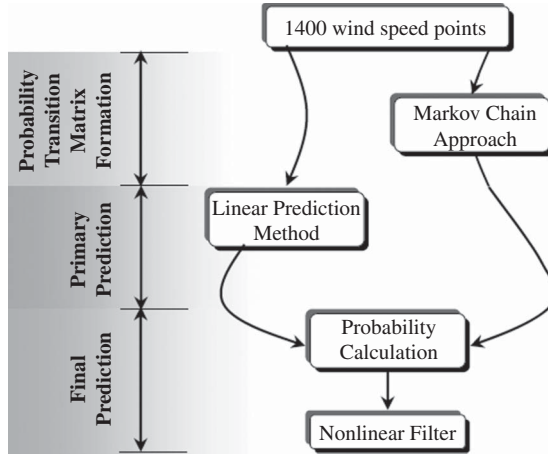 1400 wind speed points
Probability
Transition
Matrix
Formation
Markov Chain
Approach
Primary
Prediction
Linear Prediction
Method
Final
Prediction
Probability
Calculation
Nonlinear Filter